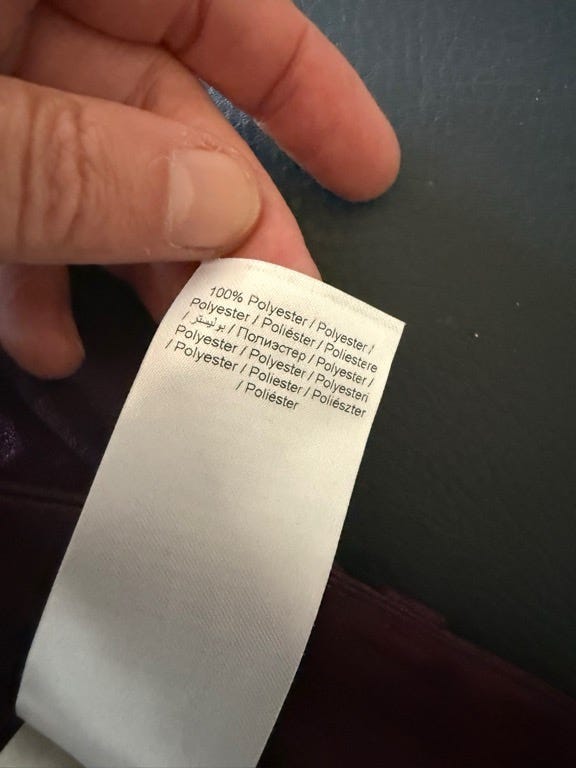 100% Polyester / Polyester /
Polyester / Poliéster / Poliestere
/ بوليستر / Полиэстер / Polyester /
Polyester / Polyester / Polyesteri
/ Polyester / Poliester / Poliészter
/ Poliéster